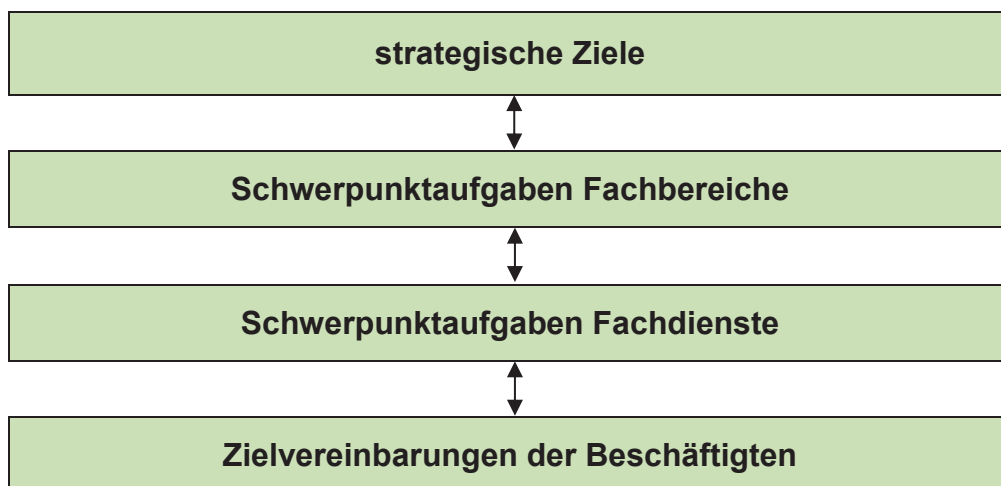 strategische Ziele
Schwerpunktaufgaben Fachbereiche
Schwerpunktaufgaben Fachdienste
Zielvereinbarungen der Beschäftigten